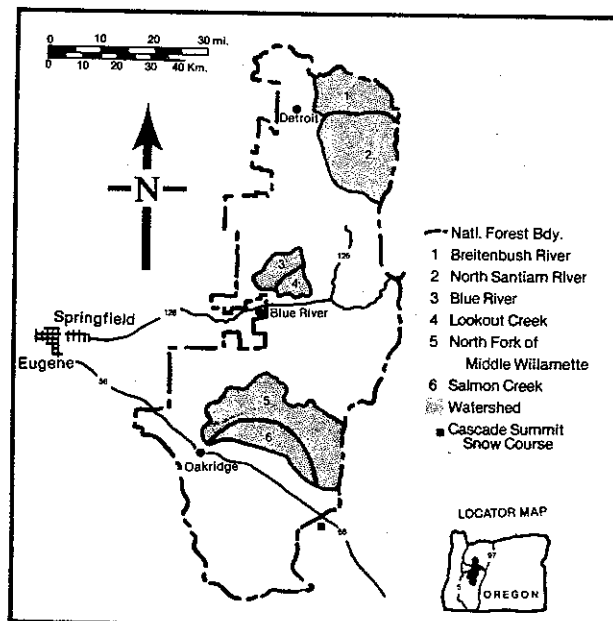 0 10 20 30 mi.
0 10 20 30 40 Km.
N
1
Detroit
2
Natl. Forest Bdy.
1 Breitenbush River
2 North Santiam River
3 Blue River
4 Lookout Creek
5 North Fork of
Middle Willamette
6 Salmon Creek
Watershed
Cascade Summit
Snow Course
126
3
4
126
Blue River
Springfield
Eugene
58
5
6
Oakridge
58
LOCATOR MAP
97
5
OREGON